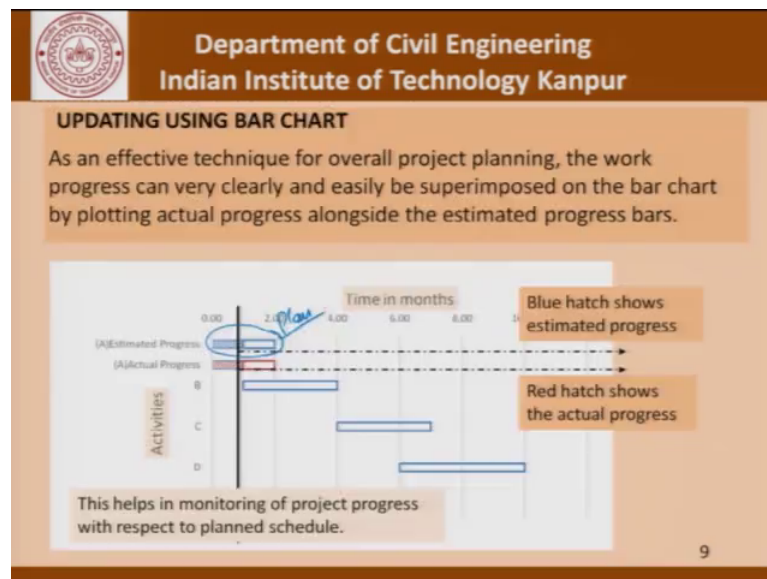 Department of Civil Engineering
Indian Institute of Technology Kanpur
UPDATING USING BAR CHART
As an effective technique for overall project planning, the work
progress can very clearly and easily be superimposed on the bar chart
by plotting actual progress alongside the estimated progress bars.
Time in months
0.00 2.0 4.00 6.00 8.00
plan
Blue hatch shows
estimated progress
(A)Estimated Progress
(A)Actual Progress
Red hatch shows
the actual progress
B
C
D
Activities
This helps in monitoring of project progress
with respect to planned schedule.
9